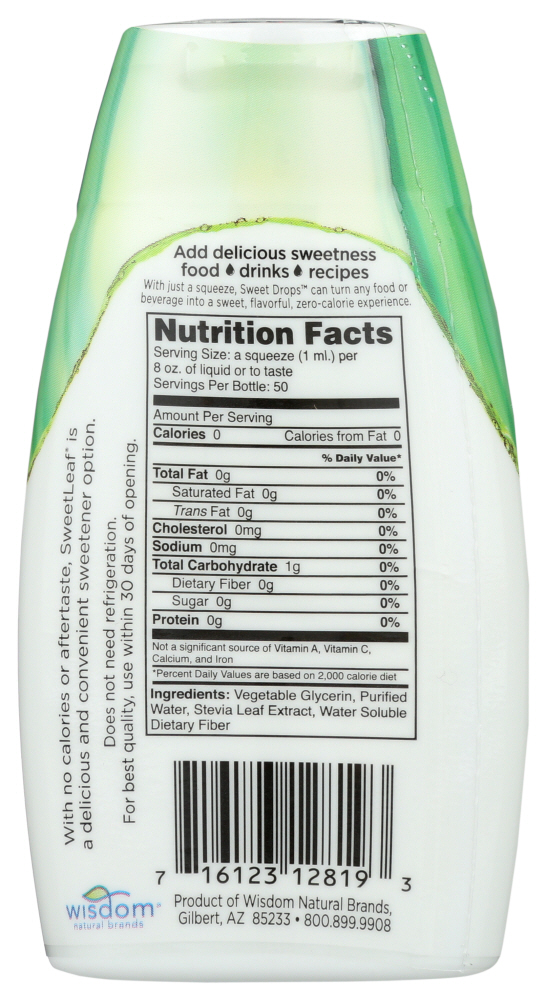 Add delicious sweetness
food drinks recipes
With just a squeeze, Sweet Drops™ can turn any food or
beverage into a sweet, flavorful, zero-calorie experience.
Nutrition Facts
Serving Size: a squeeze (1 ml.) per
8 oz. of liquid or to taste
Servings Per Bottle: 50
Amount Per Serving
Calories 0 Calories from Fat 0
% Daily Value*
Total Fat 0g 0%
Saturated Fat 0g 0%
Trans Fat 0g 0%
Cholesterol 0mg 0%
Sodium 0mg 0%
Total Carbohydrate 1g 0%
Dietary Fiber 0g 0%
Sugar 0g 0%
Protein 0g 0%
Not a significant source of Vitamin A, Vitamin C,
Calcium, and Iron
*Percent Daily Values are based on 2,000 calorie diet
Ingredients: Vegetable Glycerin, Purified
Water, Stevia Leaf Extract, Water Soluble
Dietary Fiber
With no calories or aftertaste, SweetLeaf® is
a delicious and convenient sweetener option.
Does not need refrigeration.
For best quality, use within 30 days of opening.
7 16123 12819 3
wisdom®
natural brands
Product of Wisdom Natural Brands,
Gilbert, AZ 85233 • 800.899.9908